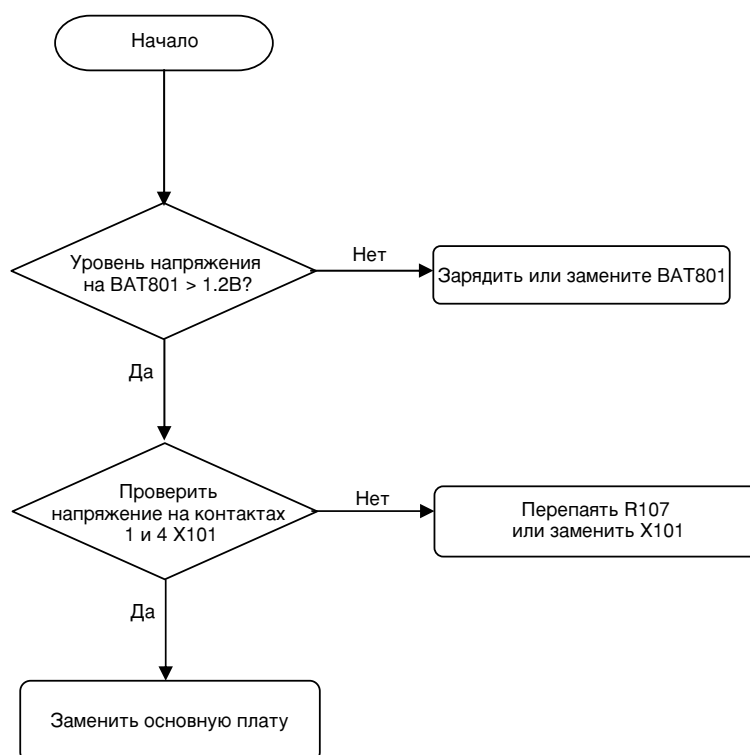 Начало
Уровень напряжения
на BAT801 > 1.2В?
Нет
Зарядить или замените BAT801
Да
Проверить
напряжение на контактах
1 и 4 X101
Нет
Перепаять R107
или заменить X101
Да
Заменить основную плату